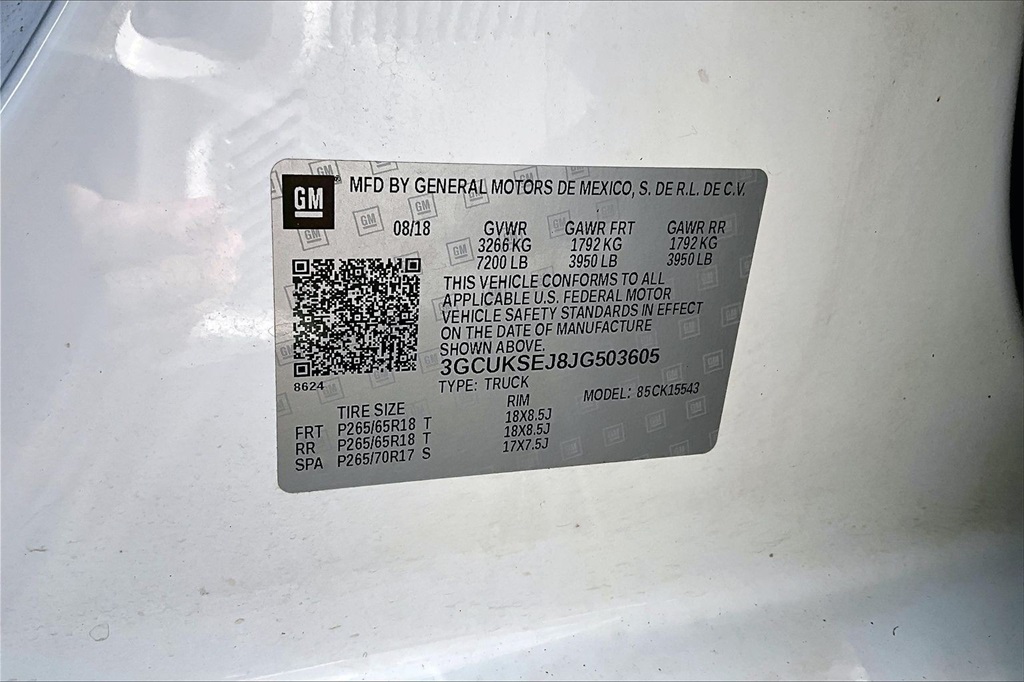 GM
MFD BY GENERAL MOTORS DE MEXICO, S. DE R.L. DE C.V.
08/18 GVWR GAWR FRT GAWR RR
3266 KG 1792 KG 1792 KG
7200 LB 3950 LB 3950 LB
THIS VEHICLE CONFORMS TO ALL
APPLICABLE U.S. FEDERAL MOTOR
VEHICLE SAFETY STANDARDS IN EFFECT
ON THE DATE OF MANUFACTURE
SHOWN ABOVE.
3GCUKSEJ8JG503605
8624
TYPE: TRUCK MODEL: 85CK15543
TIRE SIZE RIM
FRT P265/65R18 T 18X8.5J
RR P265/65R18 T 18X8.5J
SPA P265/70R17 S 17X7.5J